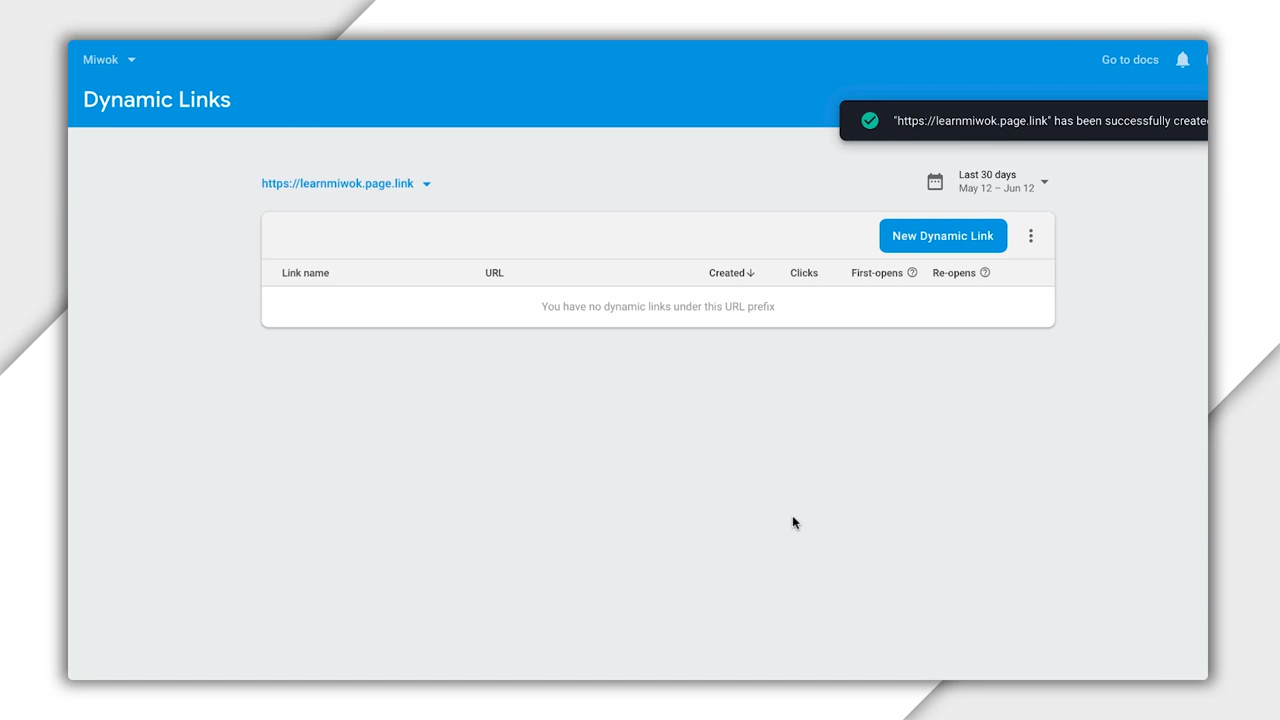 Miwok
Go to docs
Dynamic Links
"https://learnmiwok.page.link" has been successfully create
https://learnmiwok.page.link
Last 30 days
May 12 – Jun 12
New Dynamic Link
Link name URL Created Clicks First-opens Re-opens
You have no dynamic links under this URL prefix